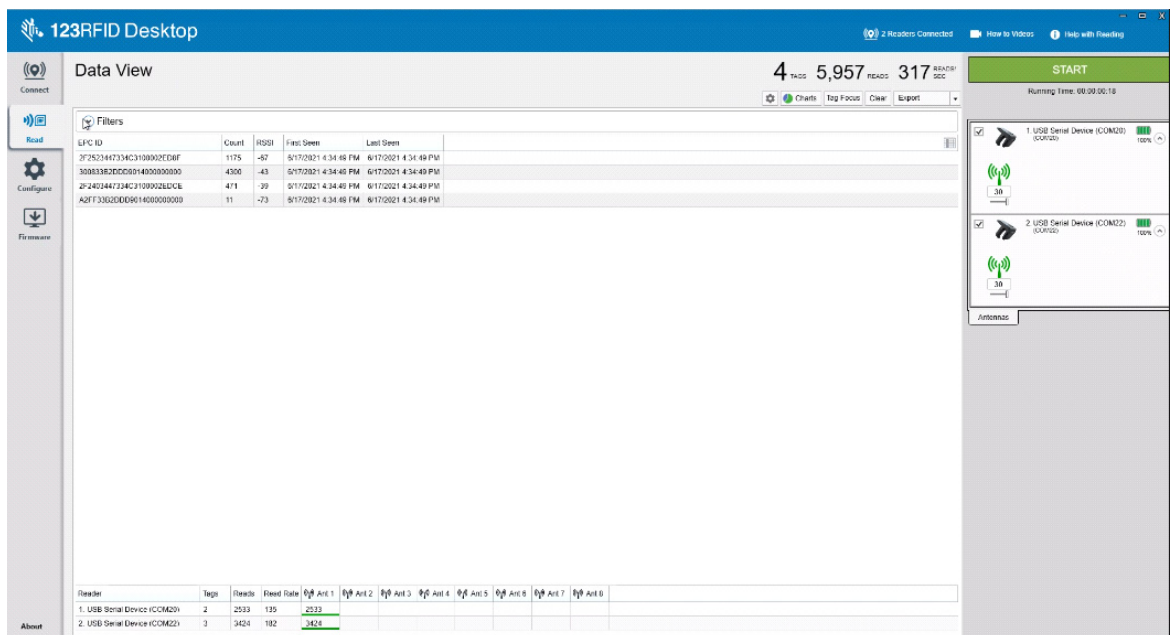 123RFID Desktop
2 Readers Connected
How to Videos
Help with Reading
Connect
Read
Configure
Firmware
About
Data View
4 TAGS 5,957 READS 317 READS/SEC
Charts Tag Focus Clear Export
Filters
EPC ID Count RSSI First Seen Last Seen
2F2523447334C3108002ED8F 1175 -67 6/17/2021 4:34:49 PM 6/17/2021 4:34:49 PM
300833B2DDD9014000000000 4300 -43 6/17/2021 4:34:49 PM 6/17/2021 4:34:49 PM
2F2403447334C3100002EDCE 471 -39 6/17/2021 4:34:49 PM 6/17/2021 4:34:49 PM
A2FF33B2DDD9014000000000 11 -73 6/17/2021 4:34:49 PM 6/17/2021 4:34:49 PM
START
Running Time: 00:00:00:18
1. USB Serial Device (COM20)
(COM20)
100%
30
2. USB Serial Device (COM22)
(COM22)
100%
30
Antennas
Reader Tags Reads Read Rate Ant 1 Ant 2 Ant 3 Ant 4 Ant 5 Ant 6 Ant 7 Ant 8
1. USB Serial Device (COM20) 2 2533 135 2533
2. USB Serial Device (COM22) 3 3424 182 3424